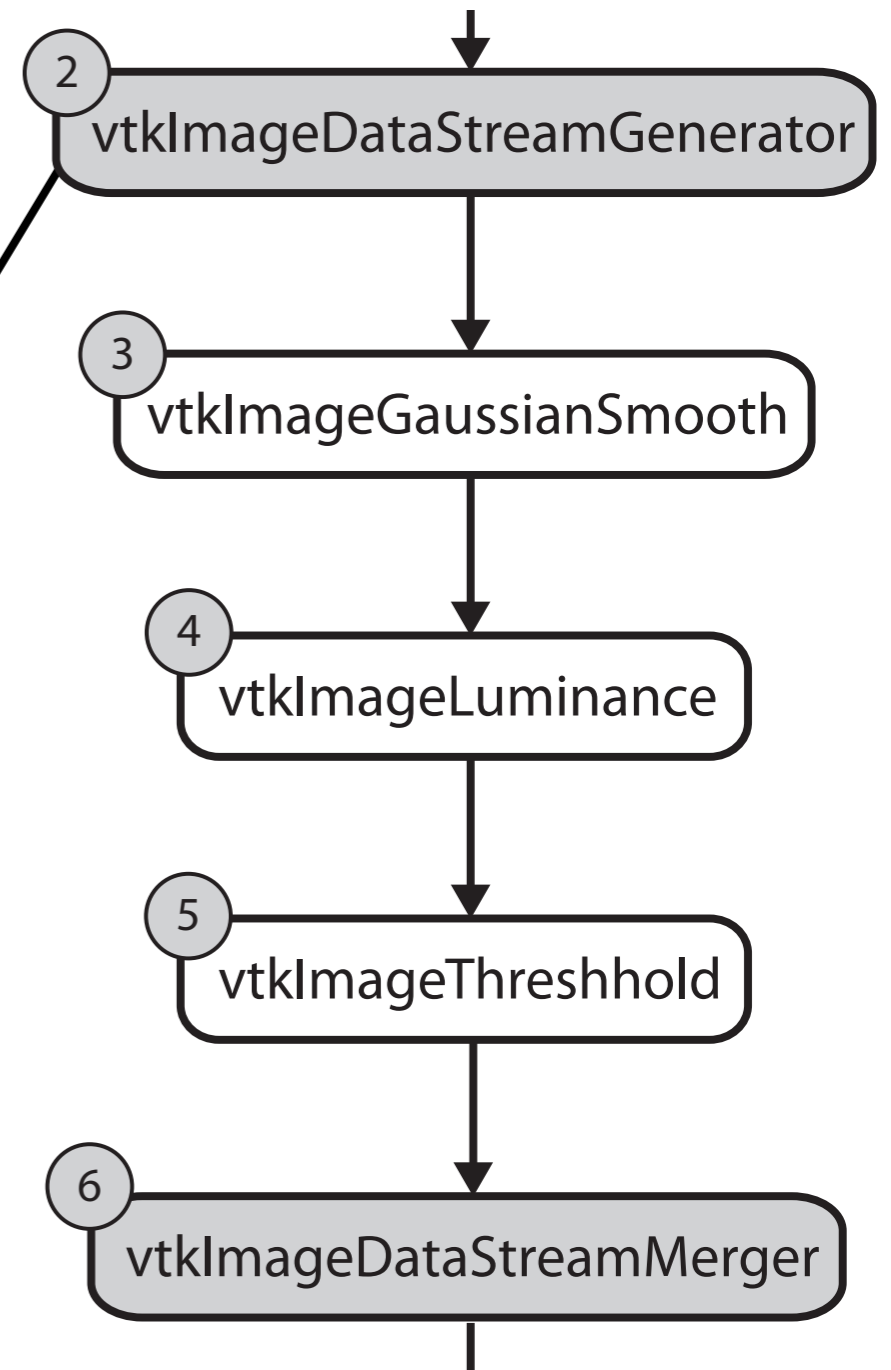 2
vtkImageDataStreamGenerator
3
vtkImageGaussianSmooth
4
vtkImageLuminance
5
vtkImageThreshhold
6
vtkImageDataStreamMerger